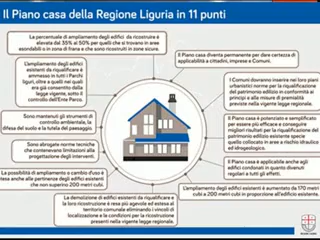 Il Piano casa della Regione Liguria in 11 punti
La percentuale di ampliamento degli edifici da ricostruire è
elevata dal 35% al 50% per quelli che si trovano in aree
esondabili o in zona di frana e che sono ricostruiti in zone sicure.
Il Piano casa diventa permanente per dare certezza di
applicabilità a cittadini, imprese e Comuni.
L'ampliamento degli edifici
esistenti da riqualificare è
ammesso in tutti i Parchi
liguri, oltre a quelli nei quali
era già consentito dalla
legge vigente, sotto il
controllo dell'Ente Parco.
I Comuni dovranno inserire nei loro piani
urbanistici norme per la riqualificazione
del patrimonio edilizio in conformità ai
principi e alle misure di premialità
previste nella vigente legge regionale.
Sono mantenuti gli strumenti di
controllo ambientale, la
difesa del suolo e la tutela del paesaggio.
Il Piano casa è potenziato e semplificato
per essere più efficace e conseguire
migliori risultati per la riqualificazione del
patrimonio edilizio esistente specie
quello collocato in aree a rischio idraulico
ed idrogeologico.
Sono abrogate norme tecniche
che contenevano limitazioni alla
progettazione degli interventi.
Il Piano casa è applicabile anche agli
edifici condonati in quanto divenuti
regolari a tutti gli effetti.
La possibilità di ampliamento e cambio d'uso è
estesa anche alle pertinenze degli edifici esistenti
che non superino 200 metri cubi.
L'ampliamento degli edifici esistenti è aumentato da 170 metri
cubi a 200 metri cubi in proporzione all'edificio esistente.
La demolizione di edifici esistenti da riqualificare e
la loro ricostruzione è resa più agevole ed estesa al
territorio comunale eliminando i vincoli di
localizzazione e le condizioni per la ricostruzione
presenti nella vigente legge regionale.